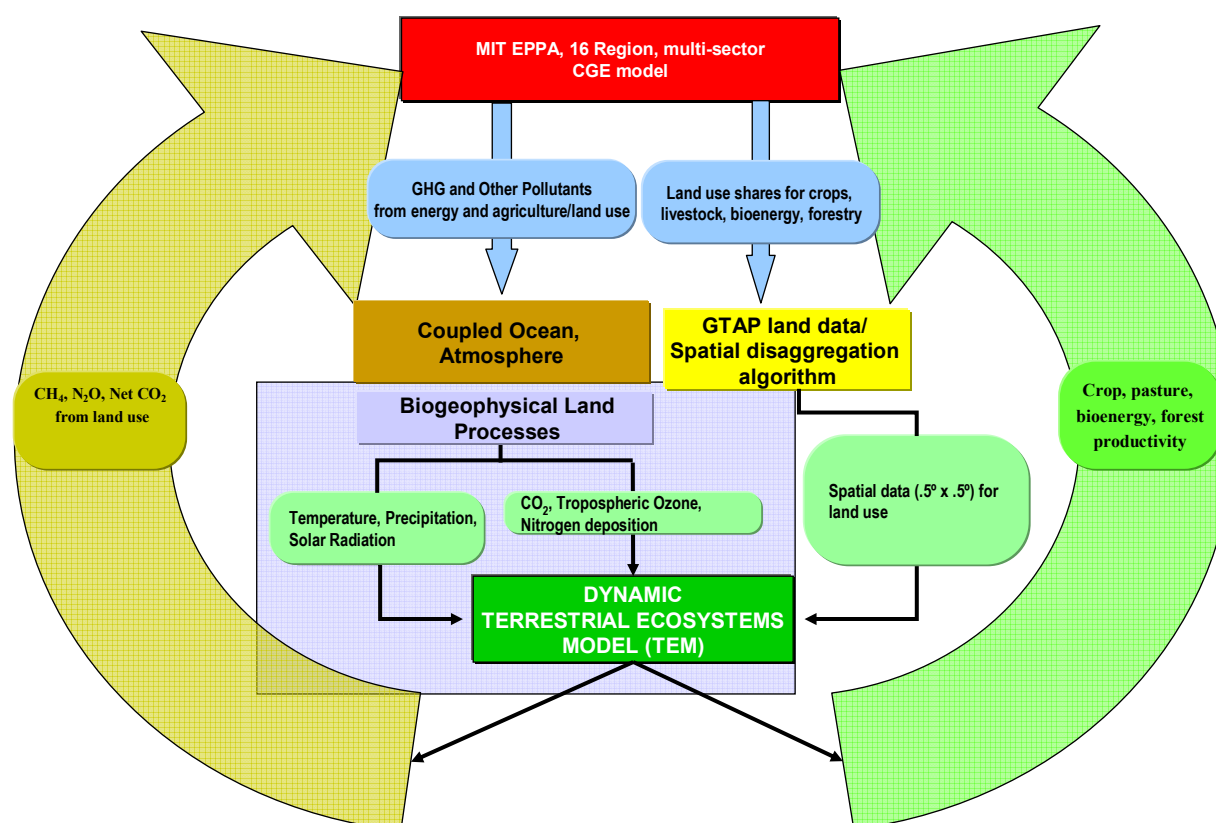 MIT EPPA, 16 Region, multi-sector
CGE model
GHG and Other Pollutants
from energy and agriculture/land use
Land use shares for crops,
livestock, bioenergy, forestry
Coupled Ocean,
Atmosphere
GTAP land data/
Spatial disaggregation
algorithm
CH₄, N₂O, Net CO₂
from land use
Biogeophysical Land
Processes
Crop, pasture,
bioenergy, forest
productivity
Temperature, Precipitation,
Solar Radiation
CO₂, Tropospheric Ozone,
Nitrogen deposition
Spatial data (.5º x .5º) for
land use
DYNAMIC
TERRESTRIAL ECOSYSTEMS
MODEL (TEM)